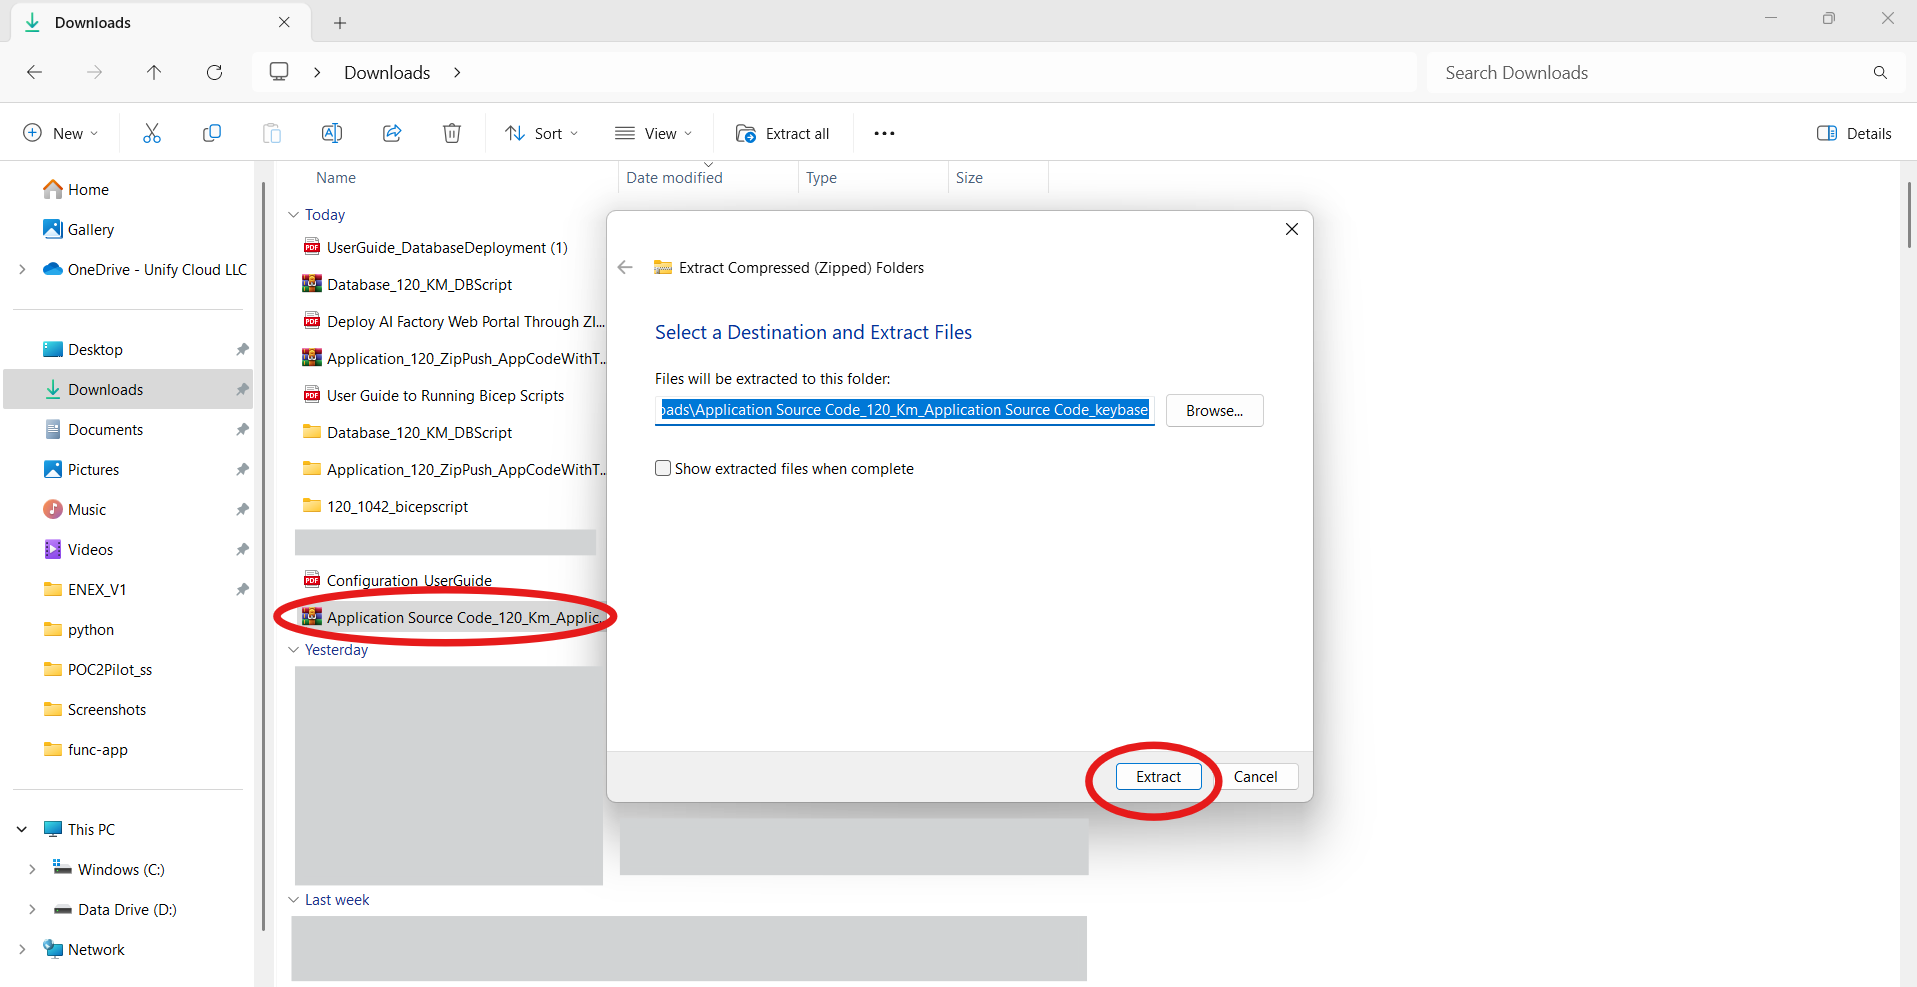 Downloads
Downloads
Search Downloads
New
Sort
View
Extract all
Details
Home
Gallery
OneDrive - Unify Cloud LLC
Desktop
Downloads
Documents
Pictures
Music
Videos
ENEX_V1
python
POC2Pilot_ss
Screenshots
func-app
This PC
Windows (C:)
Data Drive (D:)
Network
Name
Date modified
Type
Size
Today
UserGuide_DatabaseDeployment (1)
Database_120_KM_DBScript
Deploy AI Factory Web Portal Through ZI...
Application_120_ZipPush_AppCodeWithT...
User Guide to Running Bicep Scripts
Database_120_KM_DBScript
Application_120_ZipPush_AppCodeWithT...
120_1042_bicepscript
Configuration_UserGuide
Application Source Code_120_Km_Applic...
Yesterday
Last week
Extract Compressed (Zipped) Folders
Select a Destination and Extract Files
Files will be extracted to this folder:
oads\Application Source Code_120_Km_Application Source Code_keybase
Browse...
Show extracted files when complete
Extract
Cancel